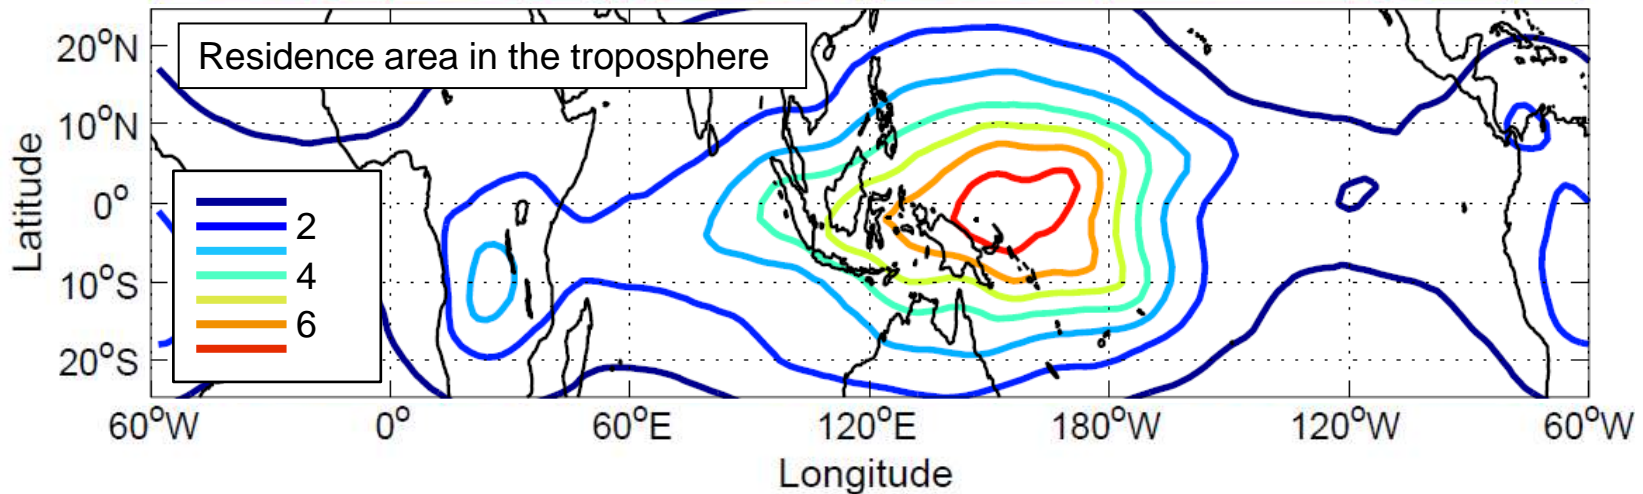 Residence area in the troposphere
20°N
10°N
0°
10°S
20°S
Latitude
2
4
6
60°W 0° 60°E 120°E 180°W 120°W 60°W
Longitude